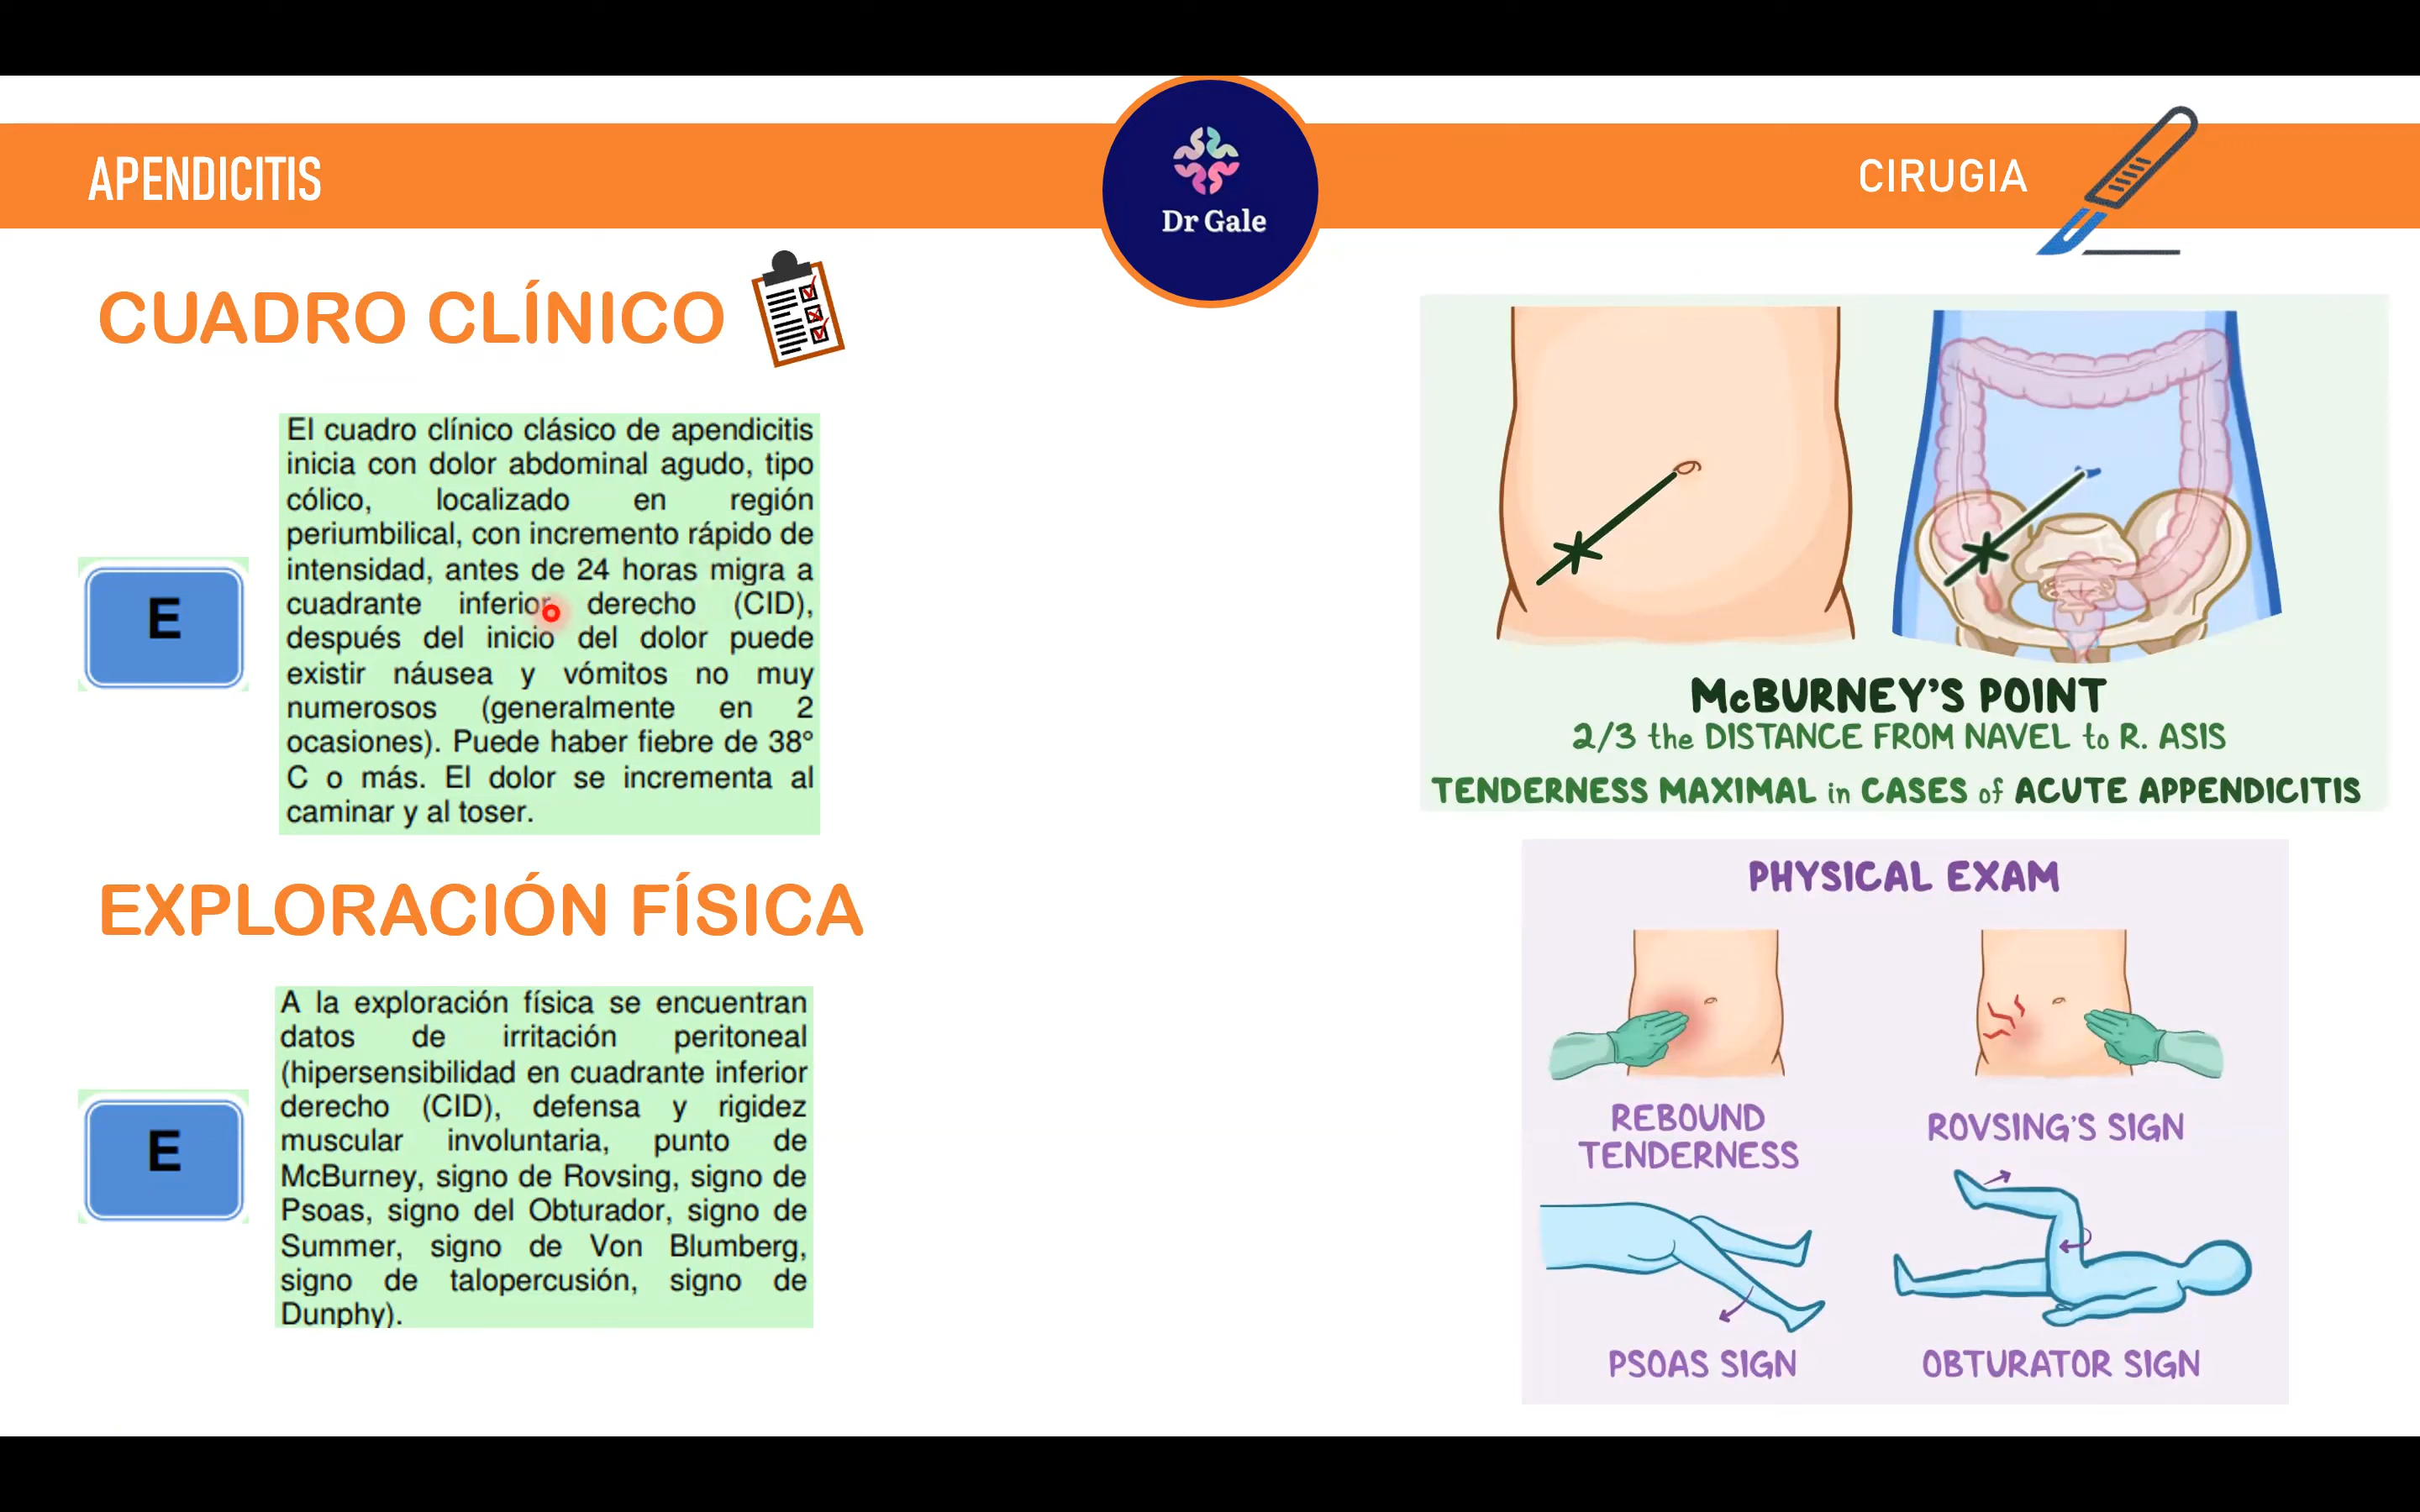 APENDICITIS
Dr Gale
CIRUGIA
CUADRO CLÍNICO
E
El cuadro clínico clásico de apendicitis
inicia con dolor abdominal agudo, tipo
cólico, localizado en región
periumbilical, con incremento rápido de
intensidad, antes de 24 horas migra a
cuadrante inferior derecho (CID),
después del inicio del dolor puede
existir náusea y vómitos no muy
numerosos (generalmente en 2
ocasiones). Puede haber fiebre de 38°
C o más. El dolor se incrementa al
caminar y al toser.
EXPLORACIÓN FÍSICA
E
A la exploración física se encuentran
datos de irritación peritoneal
(hipersensibilidad en cuadrante inferior
derecho (CID), defensa y rigidez
muscular involuntaria, punto de
McBurney, signo de Rovsing, signo de
Psoas, signo del Obturador, signo de
Summer, signo de Von Blumberg,
signo de talopercusión, signo de
Dunphy).
McBURNEY'S POINT
2/3 the DISTANCE FROM NAVEL to R. ASIS
TENDERNESS MAXIMAL in CASES of ACUTE APPENDICITIS
PHYSICAL EXAM
REBOUND
TENDERNESS
ROVSING'S SIGN
PSOAS SIGN
OBTURATOR SIGN